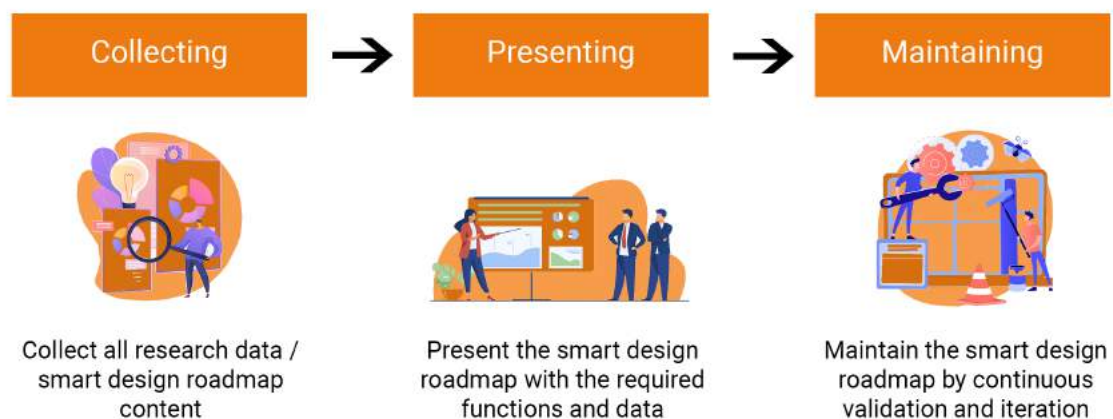 Collecting
Presenting
Maintaining
Collect all research data /
smart design roadmap
content
Present the smart design
roadmap with the required
functions and data
Maintain the smart design
roadmap by continuous
validation and iteration